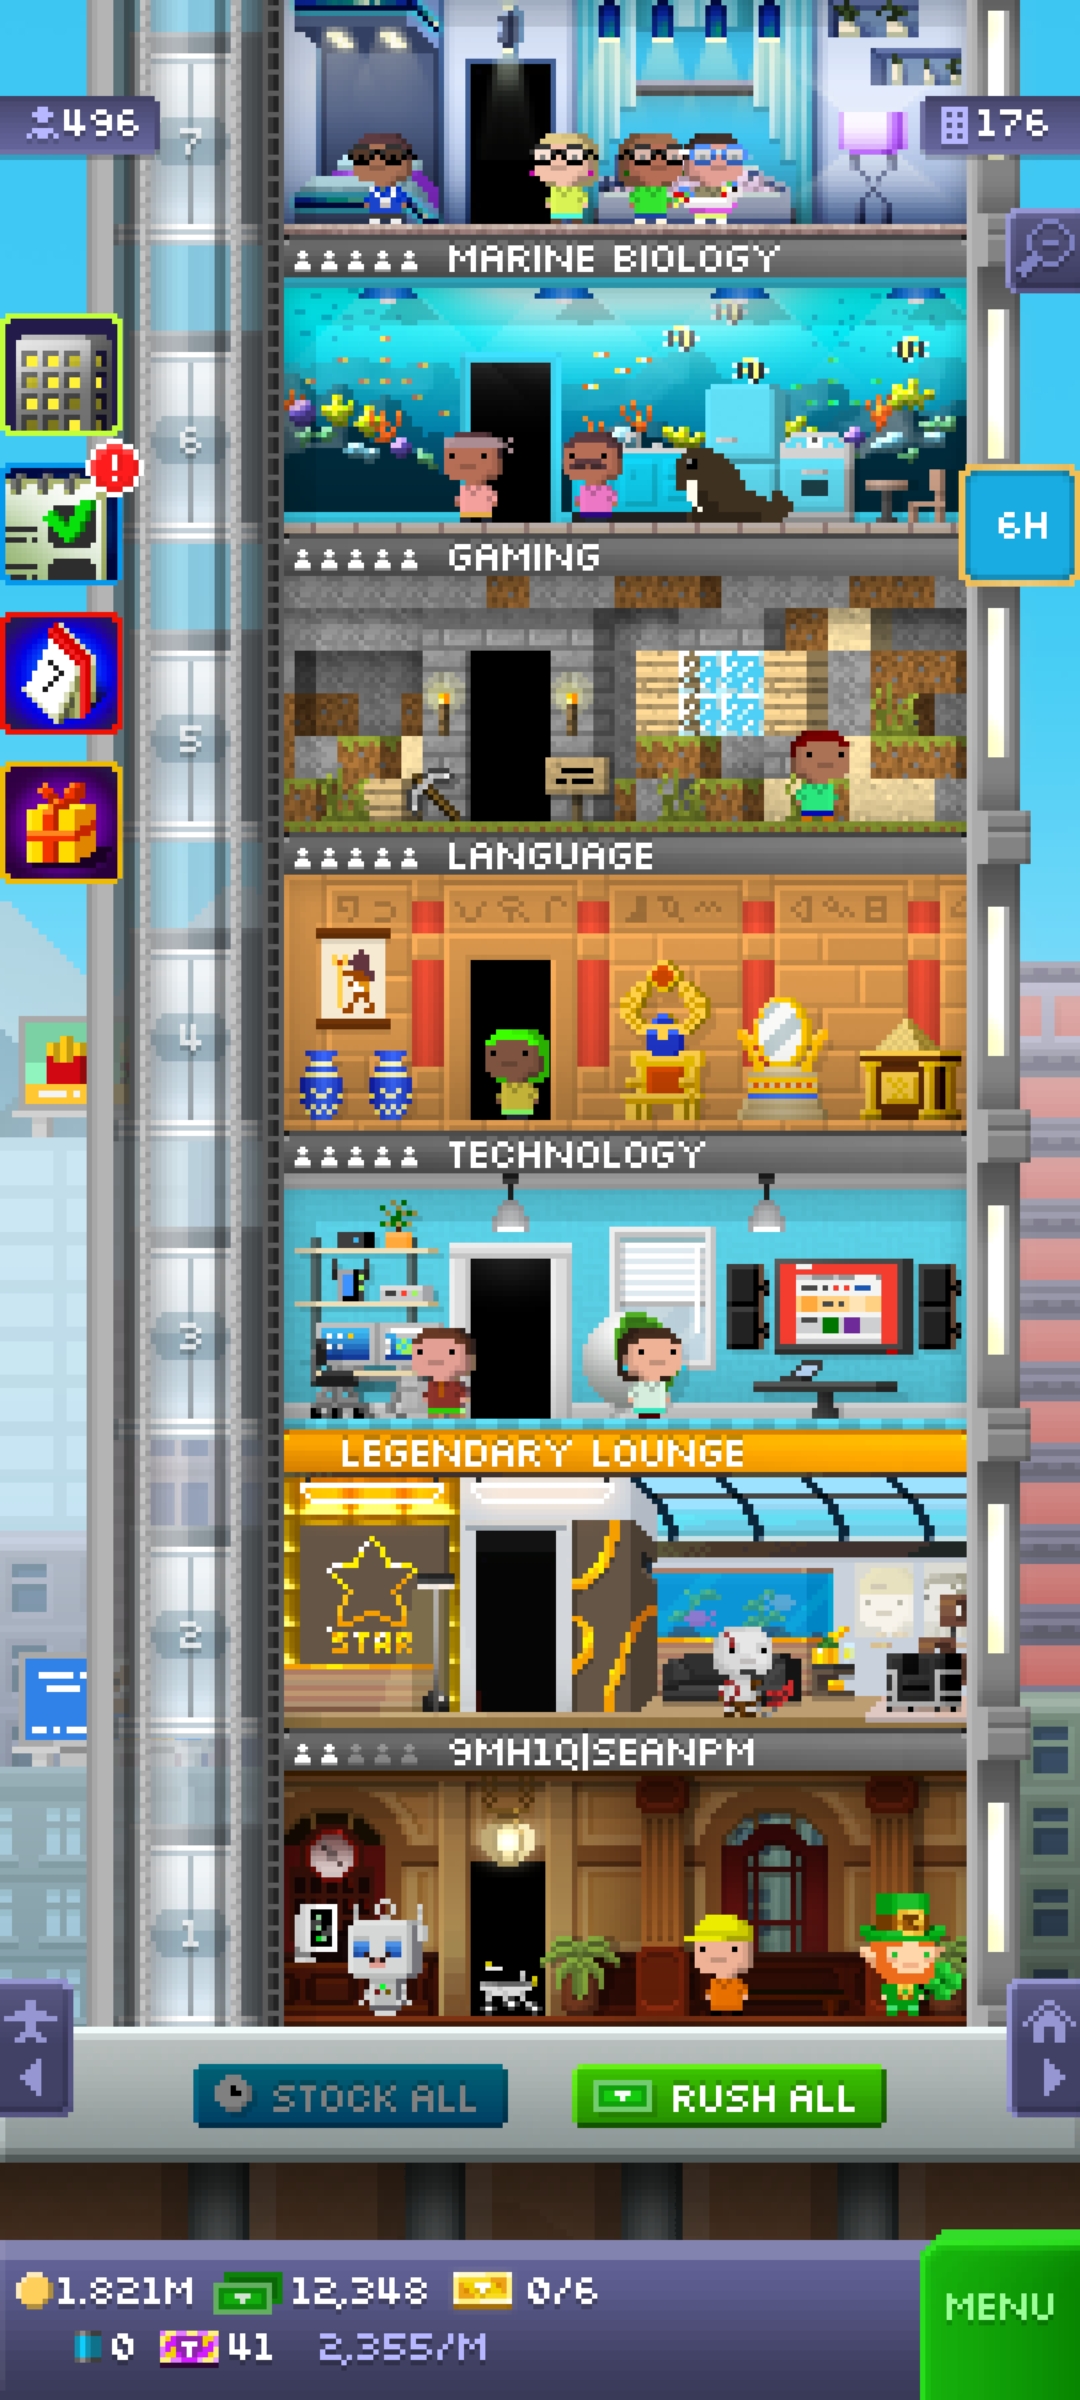 496
176
7
MARINE BIOLOGY
6
6H
GAMING
5
LANGUAGE
4
TECHNOLOGY
3
LEGENDARY LOUNGE
STAR
2
9MH1Q|SEANPM
1
STOCK ALL
RUSH ALL
1.821M 12,348 0/6
0 41 2,355/M
MENU